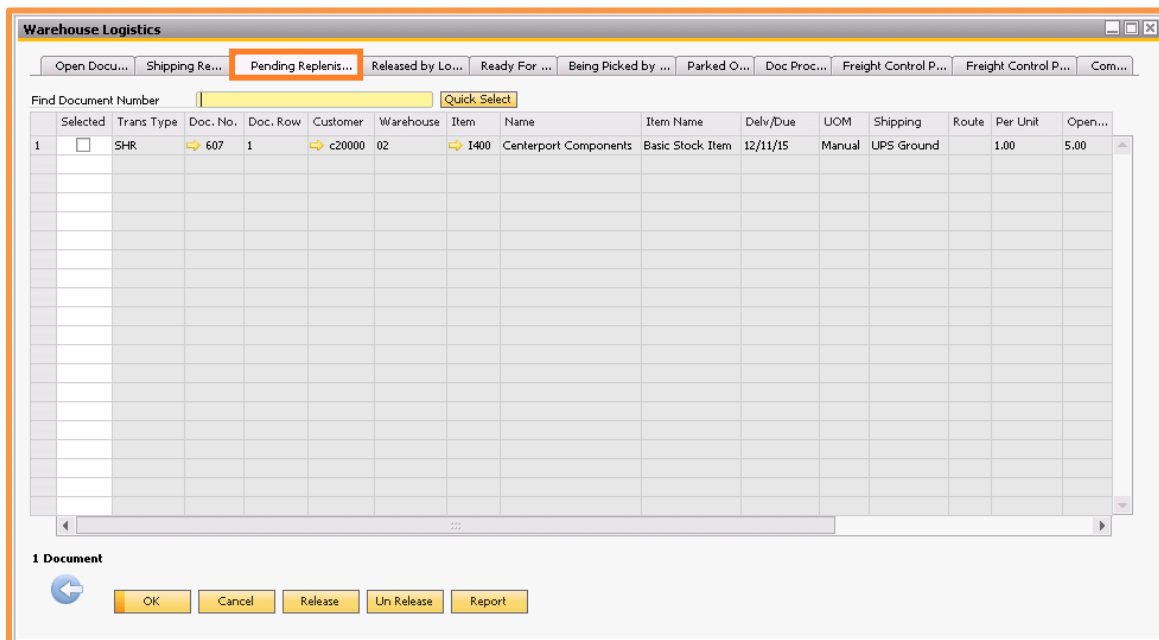 Warehouse Logistics
Open Docu... Shipping Re... Pending Replenis... Released by Lo... Ready For ... Being Picked by ... Parked O... Doc Proc... Freight Control P... Freight Control P... Com...
Find Document Number Quick Select
Selected Trans Type Doc. No. Doc. Row Customer Warehouse Item Name Item Name Delv/Due UOM Shipping Route Per Unit Open...
1 SHR 607 1 c20000 02 I400 Centerport Components Basic Stock Item 12/11/15 Manual UPS Ground 1.00 5.00
1 Document
OK Cancel Release Un Release Report